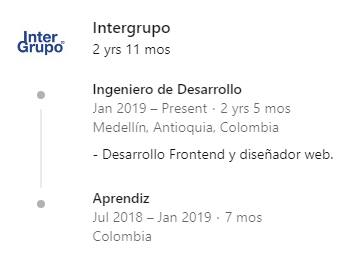 Inter
Grupo®
Intergrupo
2 yrs 11 mos
Ingeniero de Desarrollo
Jan 2019 – Present · 2 yrs 5 mos
Medellín, Antioquia, Colombia
- Desarrollo Frontend y diseñador web.
Aprendiz
Jul 2018 – Jan 2019 · 7 mos
Colombia